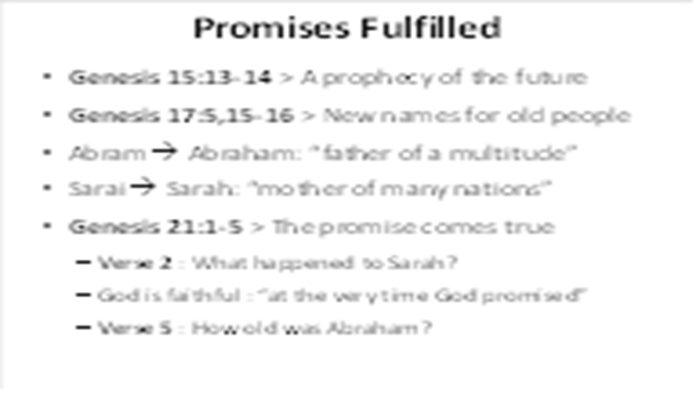 Promises Fulfilled
• Genesis 15:13-14 > A prophecy of the future
• Genesis 17:5,15-16 > New names for old people
• Abram → Abraham: "father of a multitude"
• Sarai → Sarah: "mother of many nations"
• Genesis 21:1-5 > The promise comes true
– Verse 2 : What happened to Sarah?
– God is faithful : "at the very time God promised"
– Verse 5 : How old was Abraham?